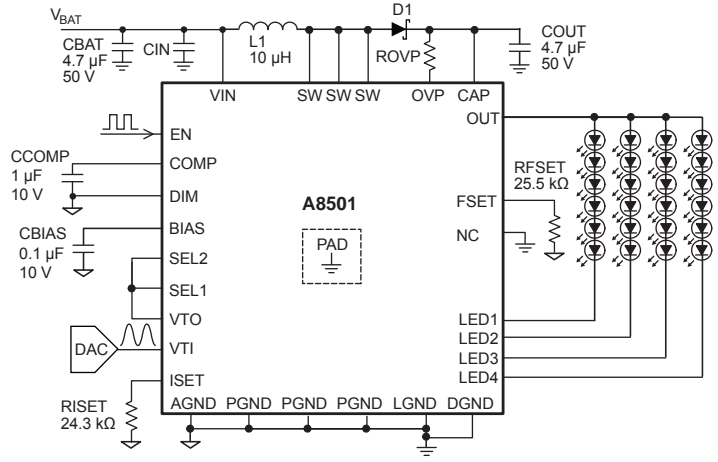 V_BAT
CBAT
4.7 µF
50 V
CIN
L1
10 µH
D1
ROVP
COUT
4.7 µF
50 V
VIN
SW SW SW
OVP
CAP
OUT
EN
CCOMP
1 µF
10 V
COMP
DIM
CBIAS
0.1 µF
10 V
BIAS
SEL2
SEL1
VTO
DAC
VTI
ISET
RISET
24.3 kΩ
A8501
PAD
RFSET
25.5 kΩ
FSET
NC
LED1
LED2
LED3
LED4
AGND PGND PGND PGND LGND DGND